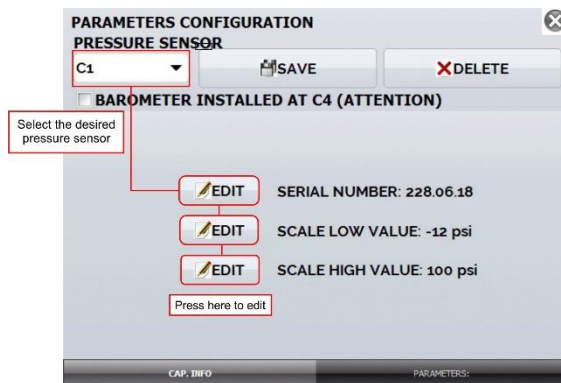 PARAMETERS CONFIGURATION
PRESSURE SENSOR
C1
SAVE
DELETE
BAROMETER INSTALLED AT C4 (ATTENTION)
Select the desired
pressure sensor
EDIT SERIAL NUMBER: 228.06.18
EDIT SCALE LOW VALUE: -12 psi
EDIT SCALE HIGH VALUE: 100 psi
Press here to edit
CAP. INFO
PARAMETERS: